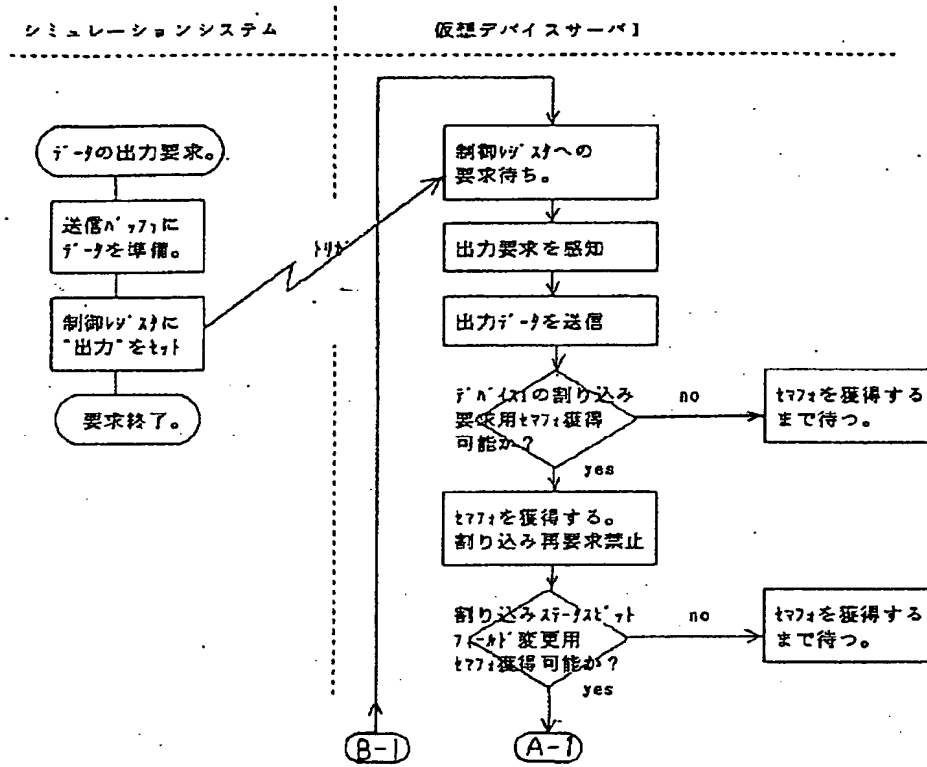 シミュレーションシステム
仮想デバイスサーバI
データの出力要求。
送信バッファに
データを準備。
制御レジスタに
"出力"をセット
要求終了。
トリガ
制御レジスタへの
要求待ち。
出力要求を感知
出力データを送信
デバイスIの割り込み
要求用セマフォ獲得
可能か?
no
セマフォを獲得する
まで待つ。
yes
セマフォを獲得する。
割り込み再要求禁止
割り込みステータスビット
フィールド変更用
セマフォ獲得可能か?
no
セマフォを獲得する
まで待つ。
yes
B-1
A-1